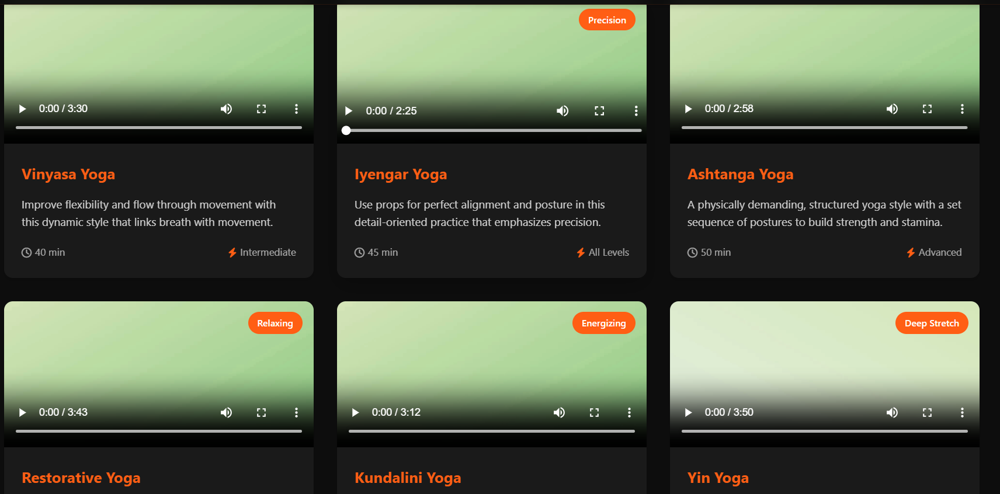 Precision
0:00 / 3:30
0:00 / 2:25
0:00 / 2:58
Vinyasa Yoga
Improve flexibility and flow through movement with
this dynamic style that links breath with movement.
40 min
Intermediate
Iyengar Yoga
Use props for perfect alignment and posture in this
detail-oriented practice that emphasizes precision.
45 min
All Levels
Ashtanga Yoga
A physically demanding, structured yoga style with a set
sequence of postures to build strength and stamina.
50 min
Advanced
Relaxing
0:00 / 3:43
Restorative Yoga
Energizing
0:00 / 3:12
Kundalini Yoga
Deep Stretch
0:00 / 3:50
Yin Yoga